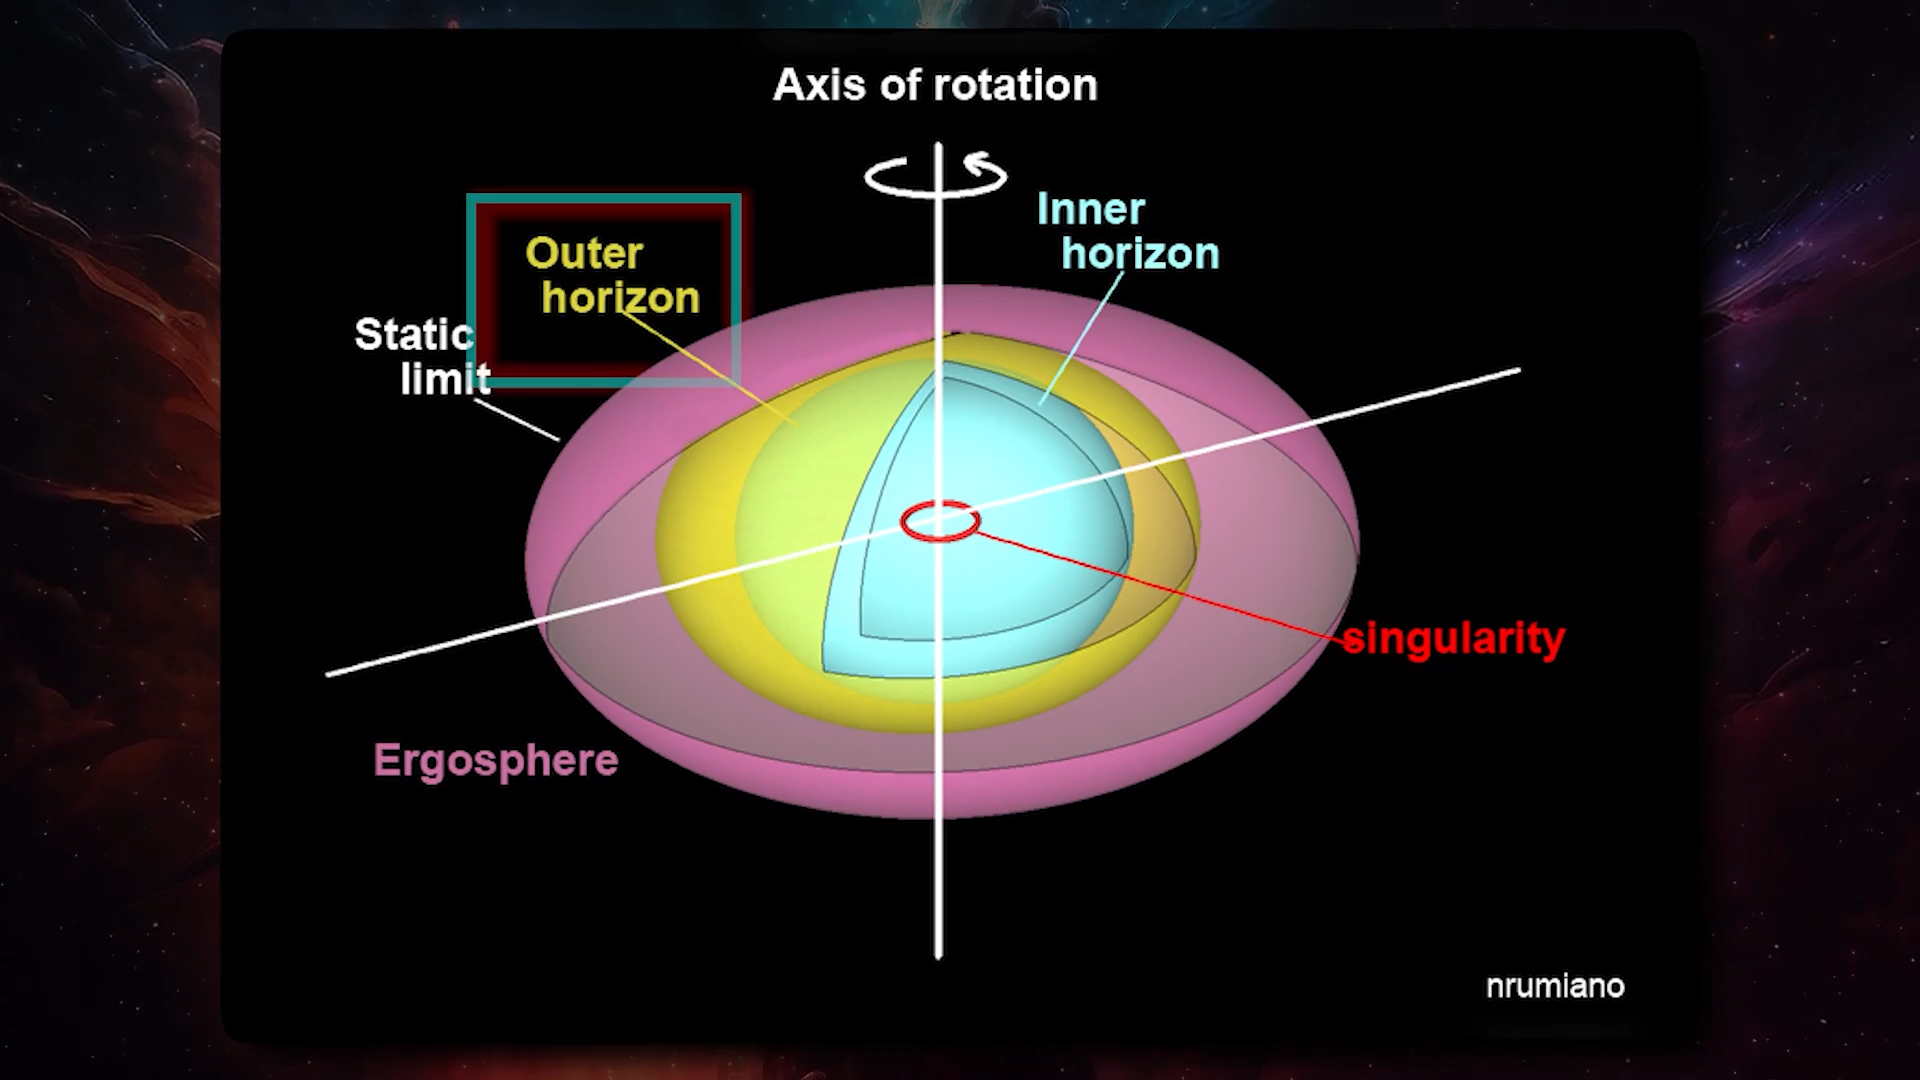 Axis of rotation
Inner
horizon
Outer
horizon
Static
limit
singularity
Ergosphere
nrumiano